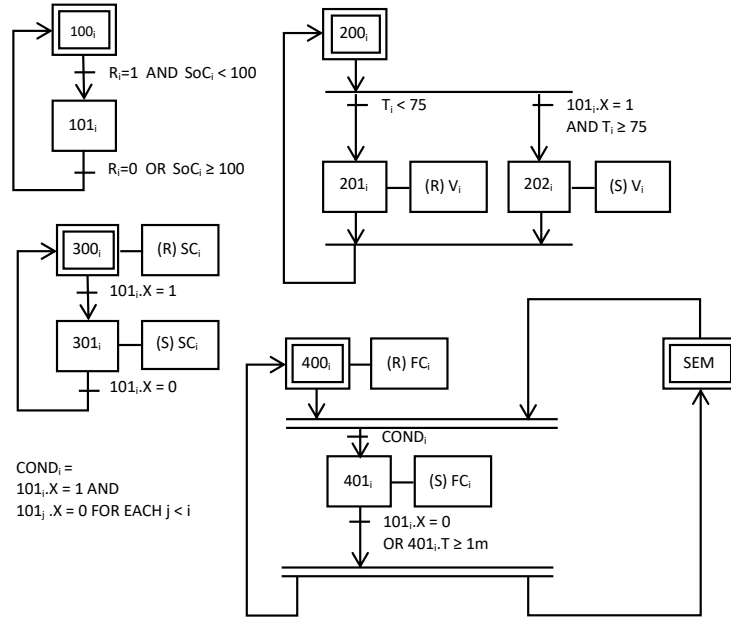 100i
Ri=1 AND SoCi < 100
101i
Ri=0 OR SoCi ≥ 100
200i
Ti < 75
101i.X = 1
AND Ti ≥ 75
201i
(R) Vi
202i
(S) Vi
300i
(R) SCi
101i.X = 1
301i
(S) SCi
101i.X = 0
400i
(R) FCi
SEM
CONDi
401i
(S) FCi
101i.X = 0
OR 401i.T ≥ 1m
CONDi =
101i.X = 1 AND
101j .X = 0 FOR EACH j < i